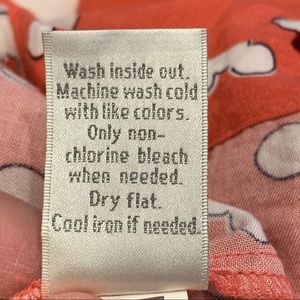 Wash inside out.
Machine wash cold
with like colors.
Only non-
chlorine bleach
when needed.
Dry flat.
Cool iron if needed.